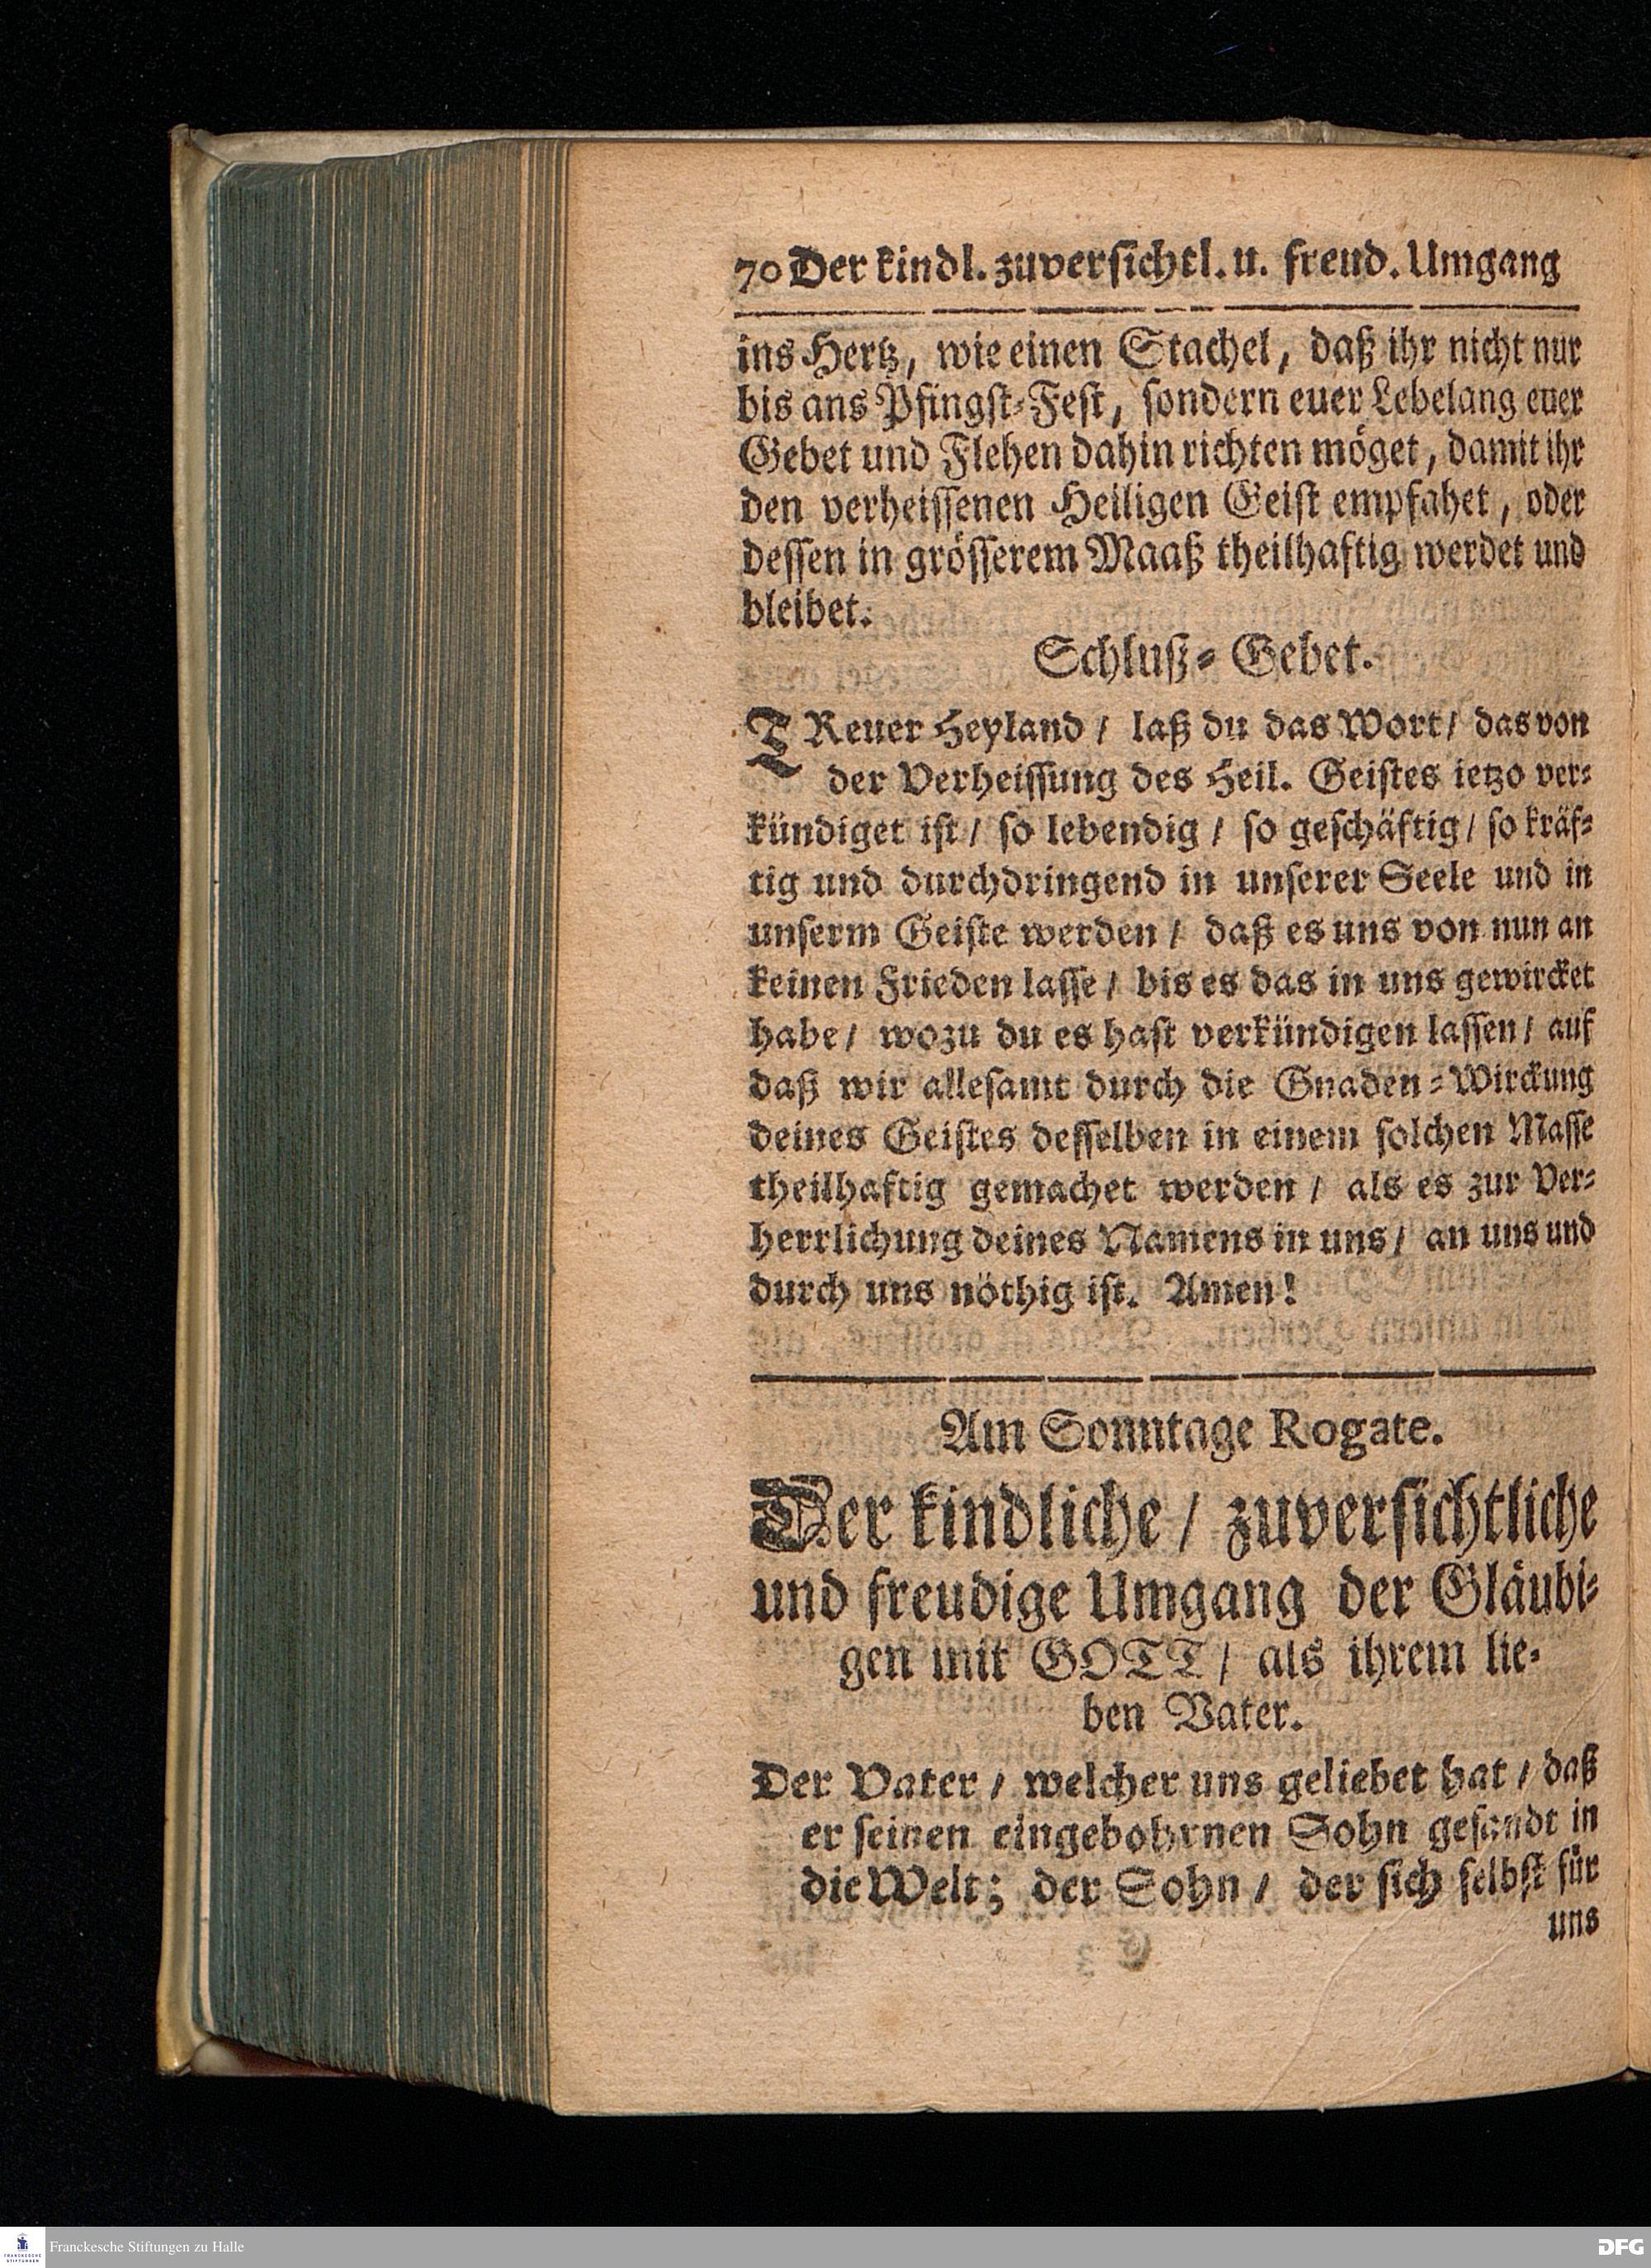 70 Der kindl. zuversichtl. u. freud. Umgang
ins Hertz, wie einen Stachel, daß ihr nicht nur
bis ans Pfingst-Fest, sondern euer Lebelang euer
Gebet und Flehen dahin richten möget, damit ihr
den verheissenen Heiligen Geist empfahet, oder
dessen in grösserem Maaß theilhaftig werdet und
bleibet.
Schluß-Gebet.
TReuer Heyland / laß du das Wort / das von
der Verheissung des Heil. Geistes ietzo ver-
kündiget ist / so lebendig / so geschäftig / so kräf-
tig und durchdringend in unserer Seele und in
unserm Geiste werden / daß es uns von nun an
keinen Frieden lasse / bis es das in uns gewircket
habe / wozu du es hast verkündigen lassen / auf
daß wir allesamt durch die Gnaden-Wirckung
deines Geistes desselben in einem solchen Masse
theilhaftig gemachet werden / als es zur Ver-
herrlichung deines Namens in uns / an uns und
durch uns nöthig ist. Amen!
Am Sonntage Rogate.
Der kindliche / zuversichtliche
und freudige Umgang der Gläubi-
gen mit GOTT / als ihrem lie-
ben Vater.
Der Vater / welcher uns geliebet hat / daß
er seinen eingebohrnen Sohn gesandt in
die Welt; der Sohn / der sich selbst für
uns
Franckesche Stiftungen zu Halle
DFG